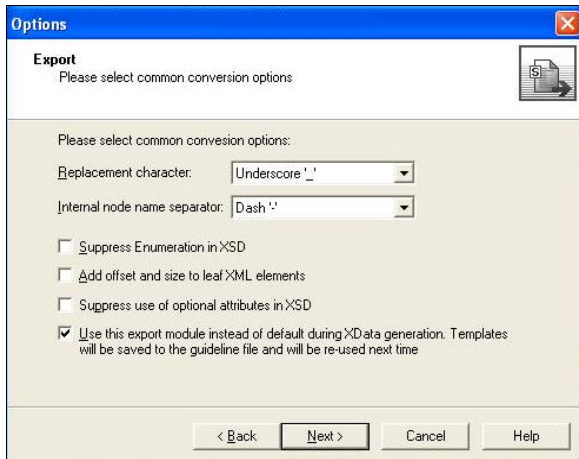 Options
Export
Please select common conversion options
S
Please select common convesion options:
Replacement character: Underscore '_'
Internal node name separator: Dash '-'
Suppress Enumeration in XSD
Add offset and size to leaf XML elements
Suppress use of optional attributes in XSD
Use this export module instead of default during XData generation. Templates
will be saved to the guideline file and will be re-used next time
< Back Next > Cancel Help